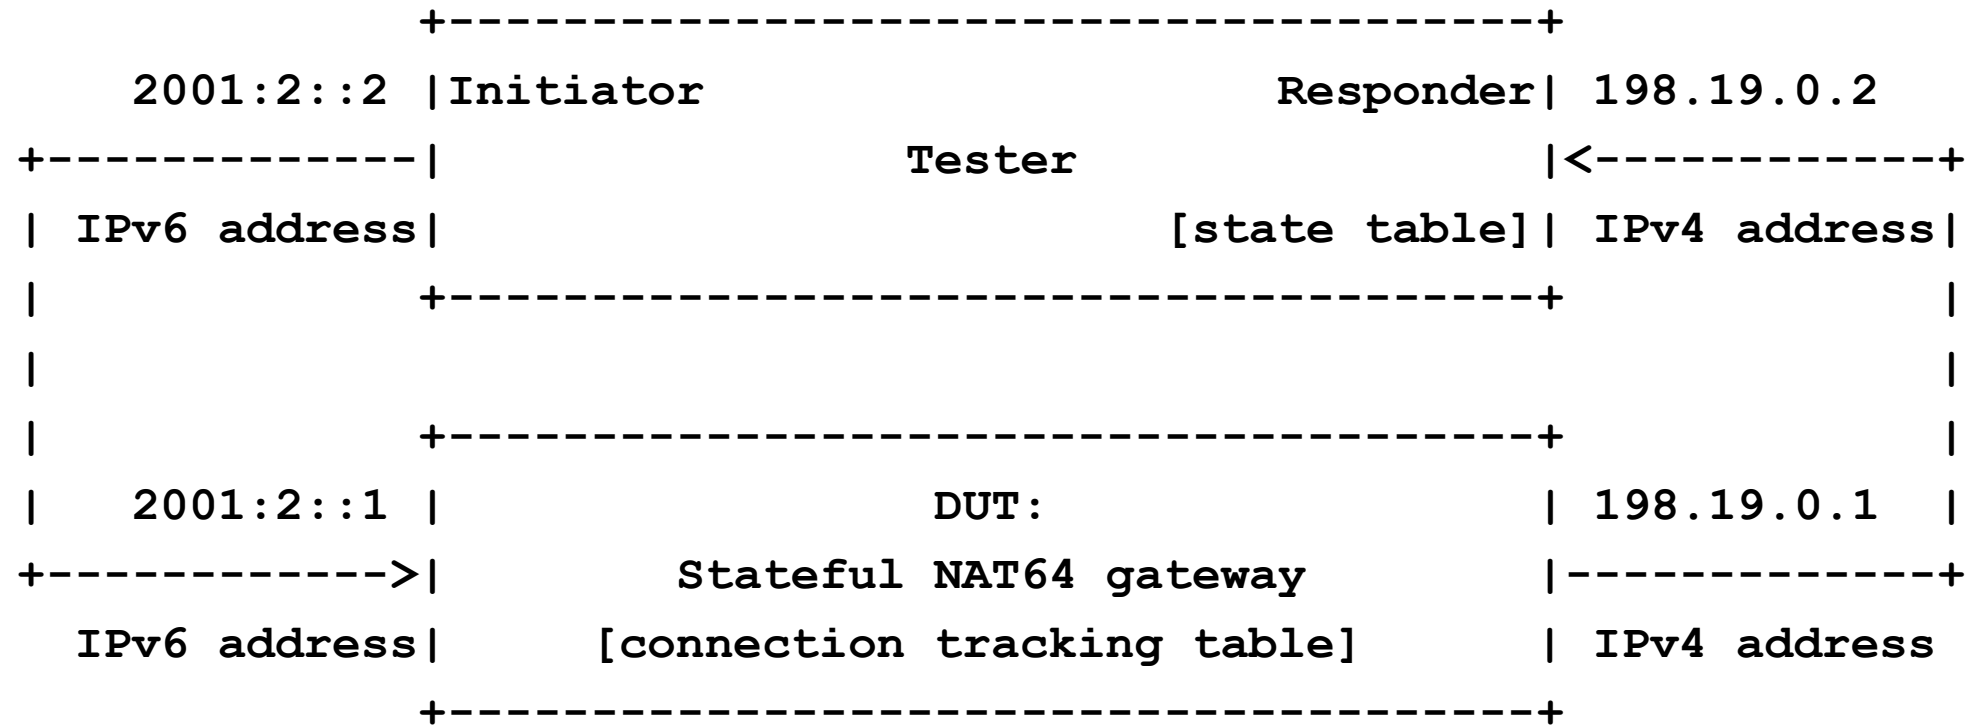 +--------------------------------------+
2001:2::2 |Initiator Responder| 198.19.0.2
+-------------| Tester |<------------+
| IPv6 address| [state table]| IPv4 address|
| +--------------------------------------+ |
| |
| +--------------------------------------+ |
| 2001:2::1 | DUT: | 198.19.0.1 |
+------------>| Stateful NAT64 gateway |-------------+
IPv6 address| [connection tracking table] | IPv4 address
+--------------------------------------+